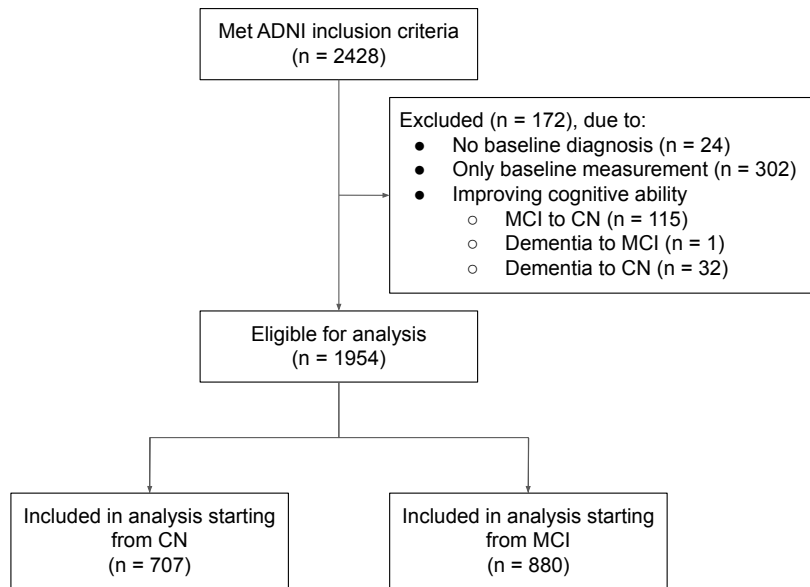 Met ADNI inclusion criteria
(n = 2428)
Excluded (n = 172), due to:
● No baseline diagnosis (n = 24)
● Only baseline measurement (n = 302)
● Improving cognitive ability
○ MCI to CN (n = 115)
○ Dementia to MCI (n = 1)
○ Dementia to CN (n = 32)
Eligible for analysis
(n = 1954)
Included in analysis starting
from CN
(n = 707)
Included in analysis starting
from MCI
(n = 880)